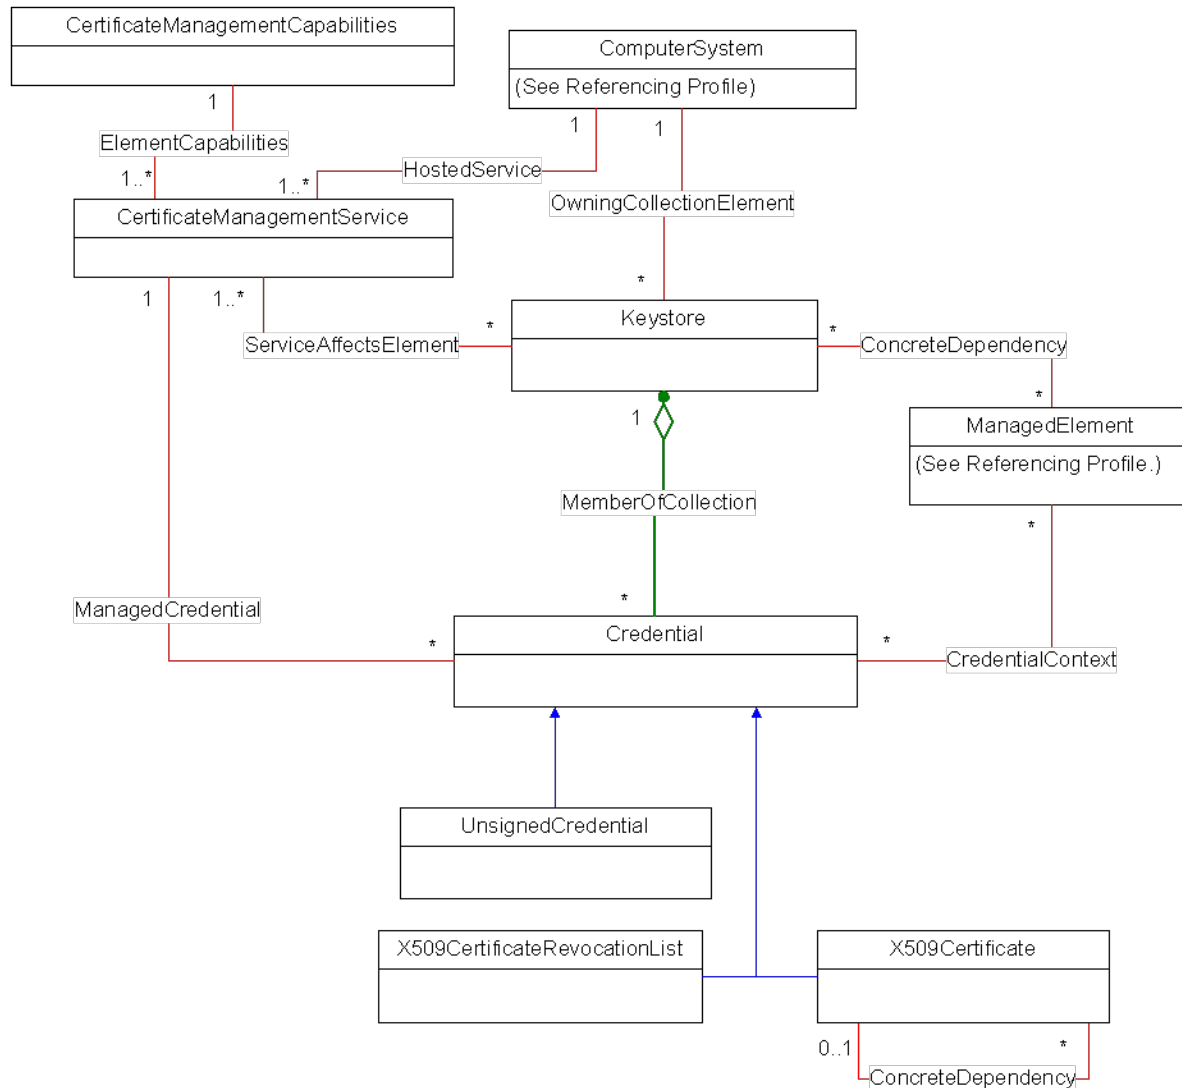 CertificateManagementCapabilities
ComputerSystem
(See Referencing Profile)
1
1
1
ElementCapabilities
HostedService
1..*
1..*
OwningCollectionElement
CertificateManagementService
1
1..*
*
Keystore
*
*
ServiceAffectsElement
ConcreteDependency
*
1
ManagedElement
(See Referencing Profile.)
MemberOfCollection
*
*
ManagedCredential
Credential
*
*
CredentialContext
UnsignedCredential
X509CertificateRevocationList
X509Certificate
0..1
*
ConcreteDependency